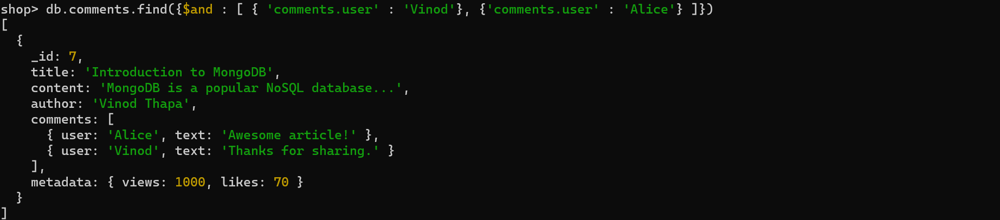 shop> db.comments.find({$and : [ { 'comments.user' : 'Vinod'}, {'comments.user' : 'Alice'} ]})
[
  {
    _id: 7,
    title: 'Introduction to MongoDB',
    content: 'MongoDB is a popular NoSQL database...',
    author: 'Vinod Thapa',
    comments: [
      { user: 'Alice', text: 'Awesome article!' },
      { user: 'Vinod', text: 'Thanks for sharing.' }
    ],
    metadata: { views: 1000, likes: 70 }
  }
]